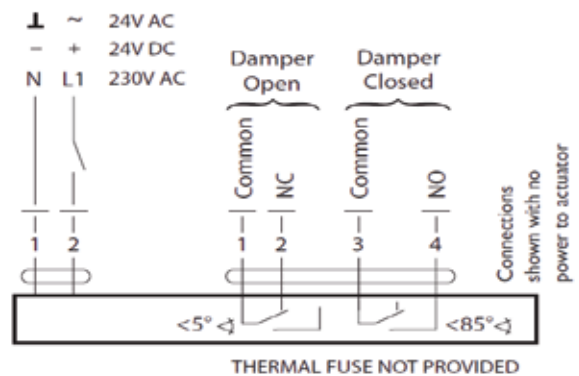 ⊥ ~ 24V AC
− + 24V DC
N L1 230V AC
Damper Open
Damper Closed
Common
NC
Common
NO
1 2 1 2 3 4
Connections
shown with no
power to actuator
<5° <85°
THERMAL FUSE NOT PROVIDED